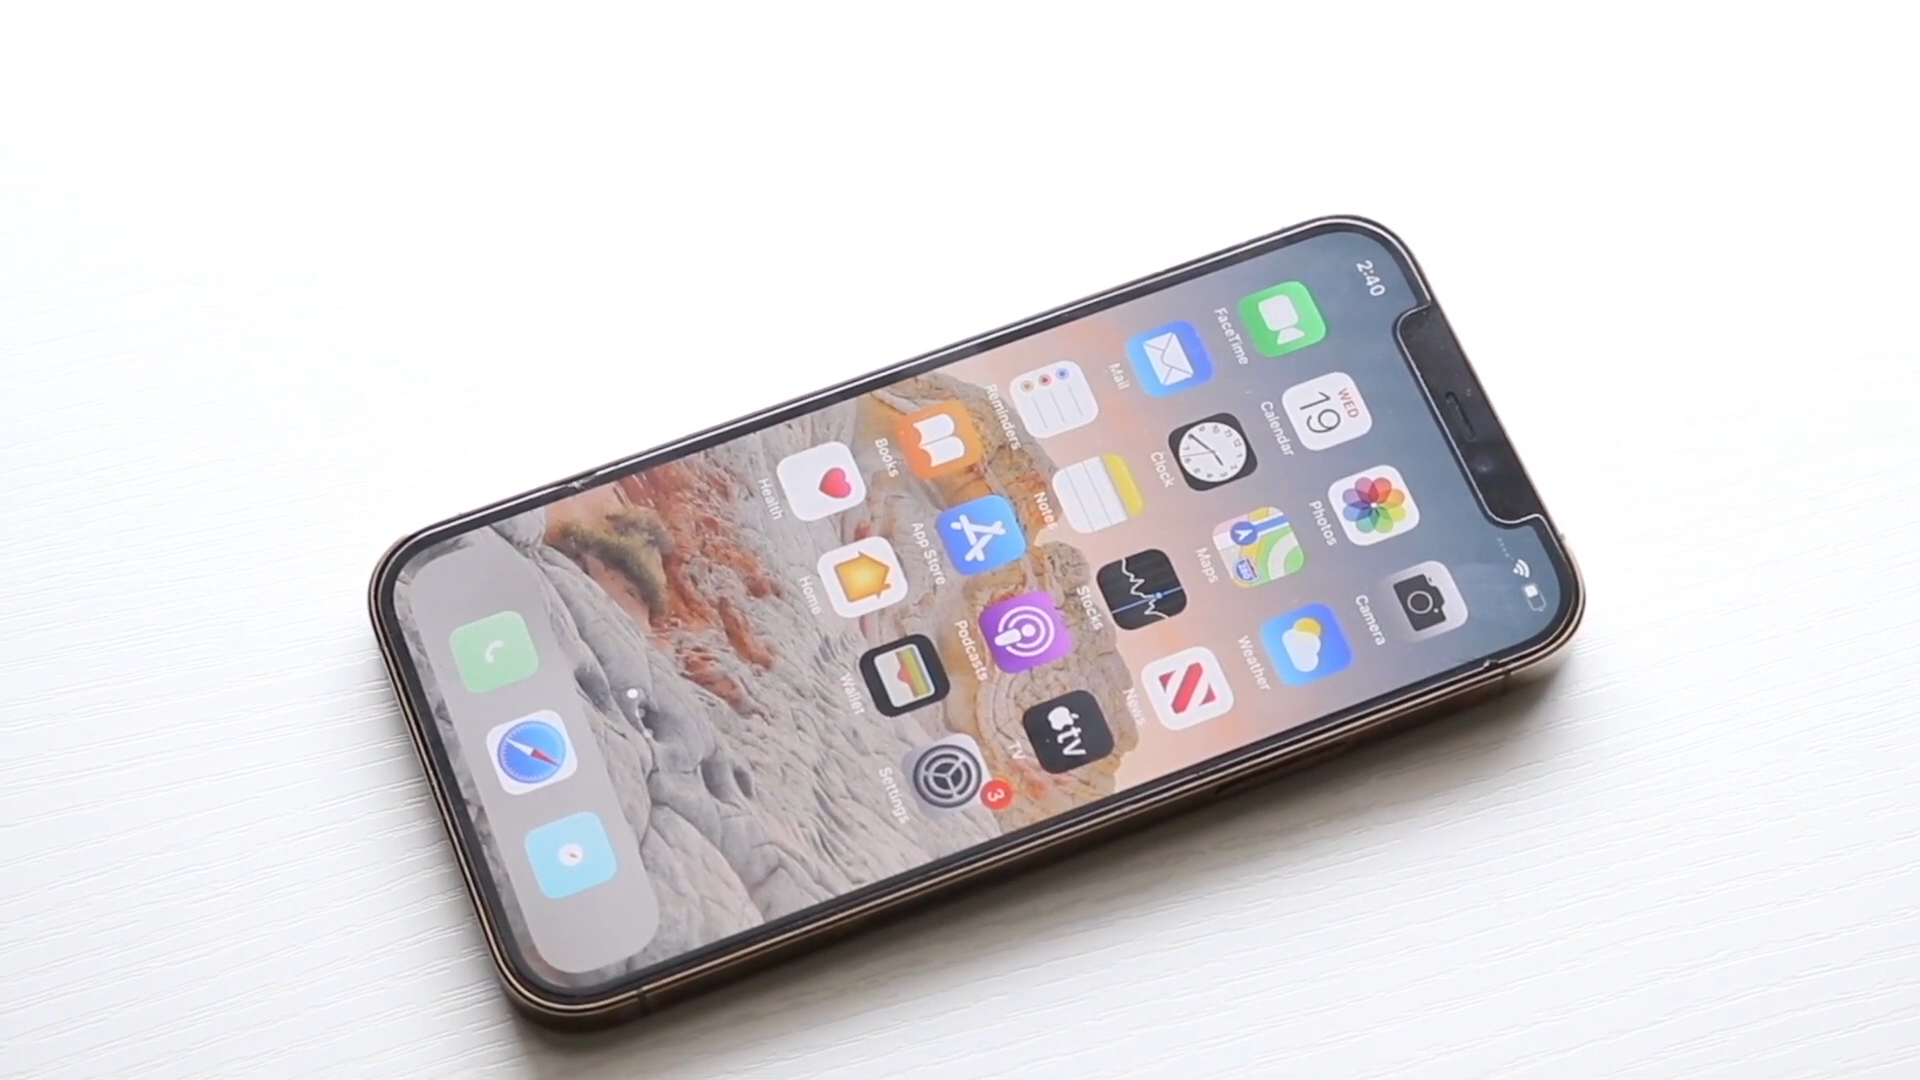 2:40
FaceTime
WED
19
Calendar
Photos
Camera
Mail
Clock
Maps
Weather
Reminders
Notes
Stocks
News
Books
App Store
Podcasts
tv
TV
Health
Home
Wallet
3
Settings